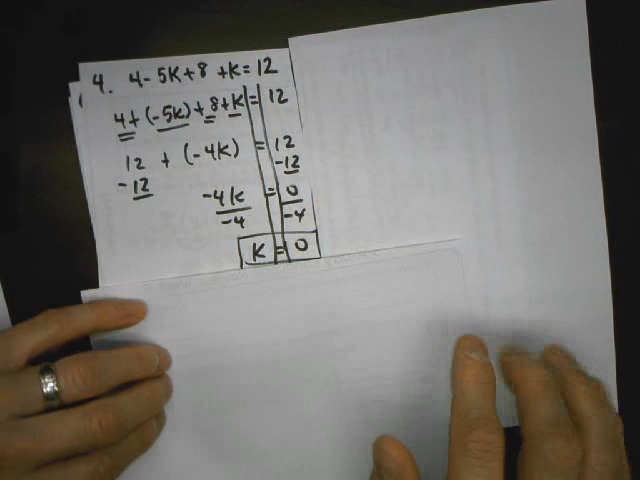 4. 4-5K+8 +K=12
4+(-5K)+8+K=12
12 + (-4K) = 12
-12 -12
-4K = 0
-4 -4
K = 0